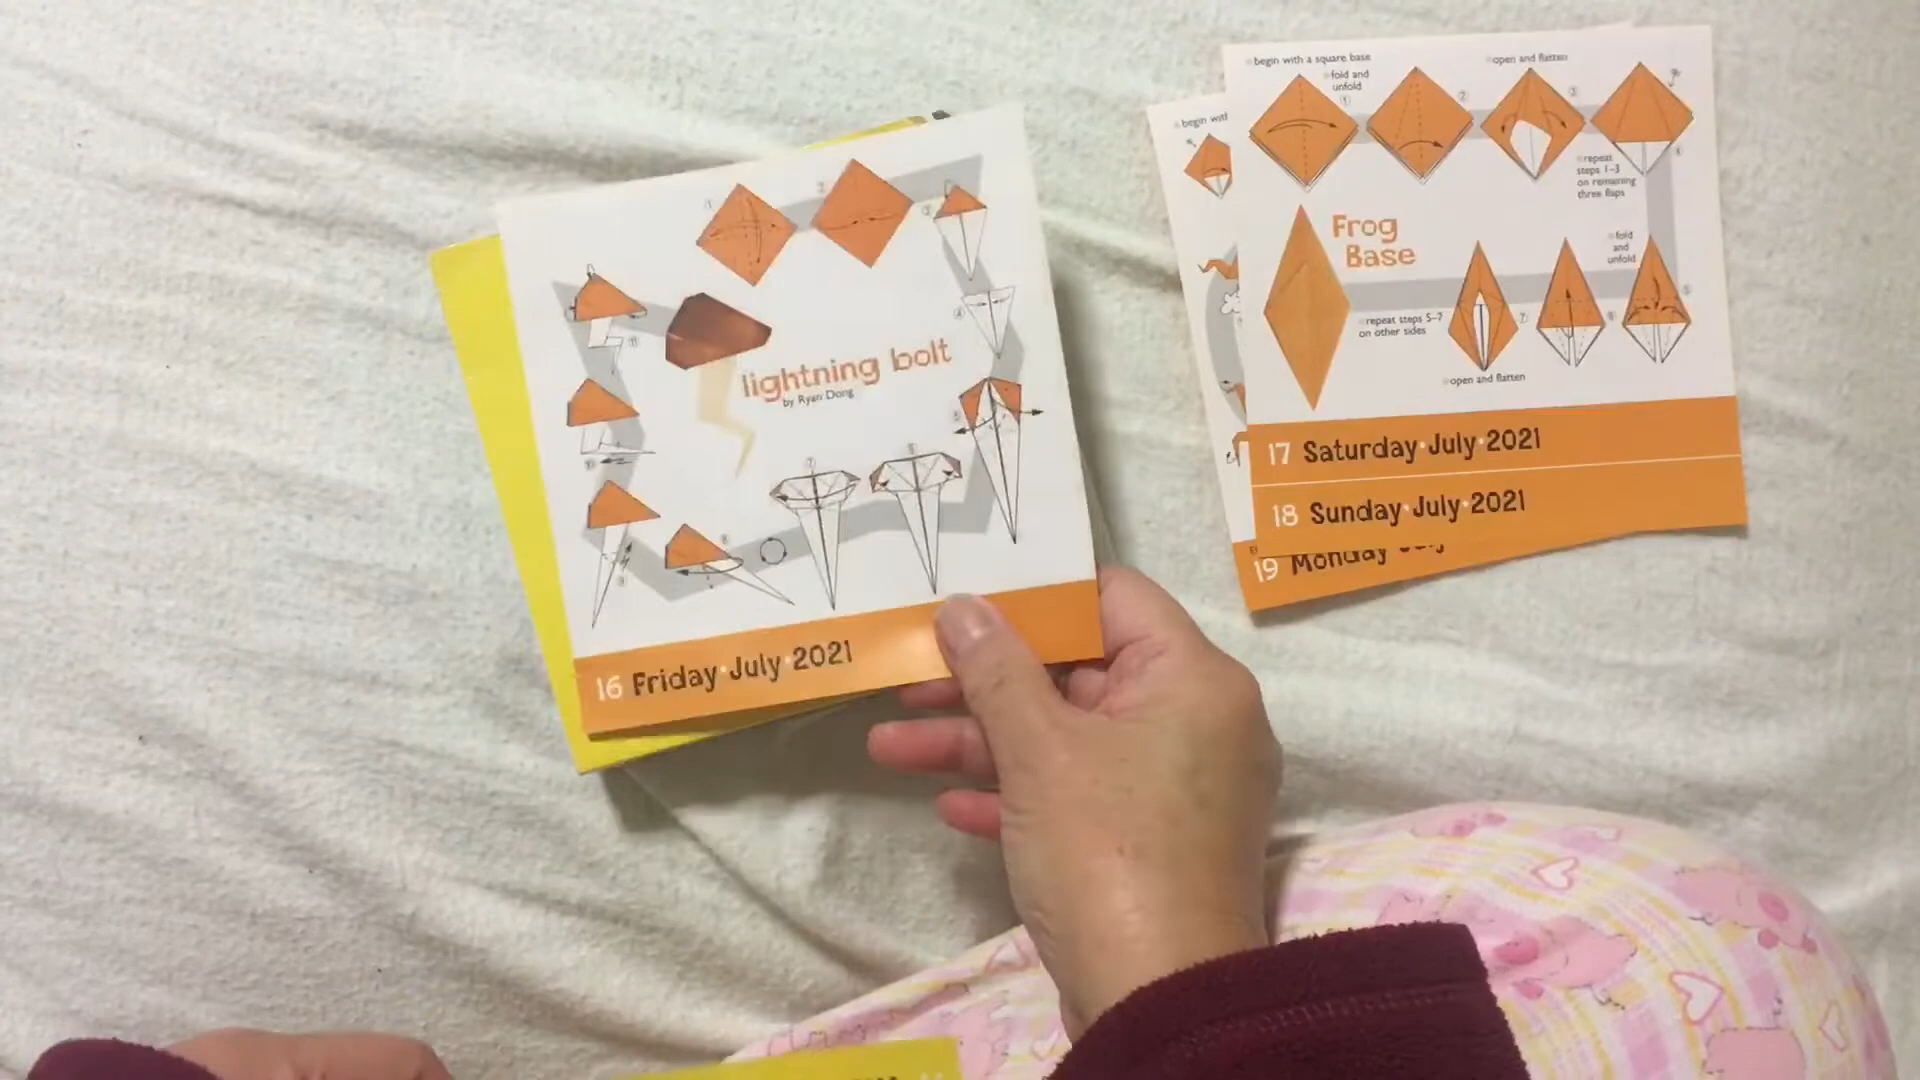 lightning bolt
by Ryan Dong
16 Friday·July·2021
begin with a square base
fold and
unfold
open and flatten
repeat
steps 1-3
on remaining
three flaps
Frog
Base
fold
and
unfold
repeat steps 5-7
on other sides
open and flatten
17 Saturday·July·2021
18 Sunday·July·2021
begin
19 Monday July